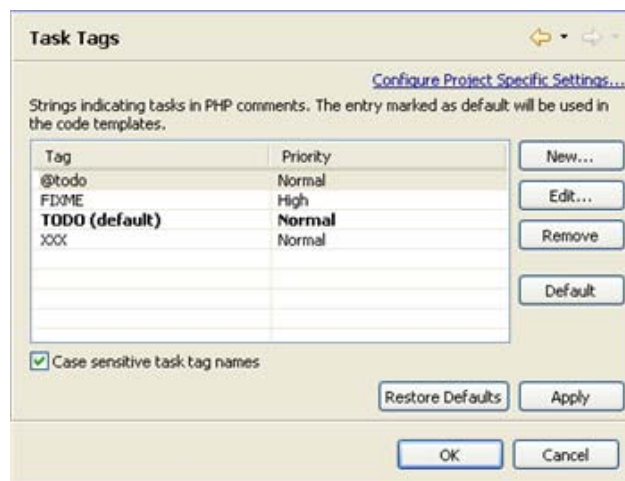 Task Tags
Configure Project Specific Settings...
Strings indicating tasks in PHP comments. The entry marked as default will be used in
the code templates.
Tag Priority New...
@todo Normal
FIXME High Edit...
TODO (default) Normal
XXX Normal Remove
Default
Case sensitive task tag names
Restore Defaults Apply
OK Cancel